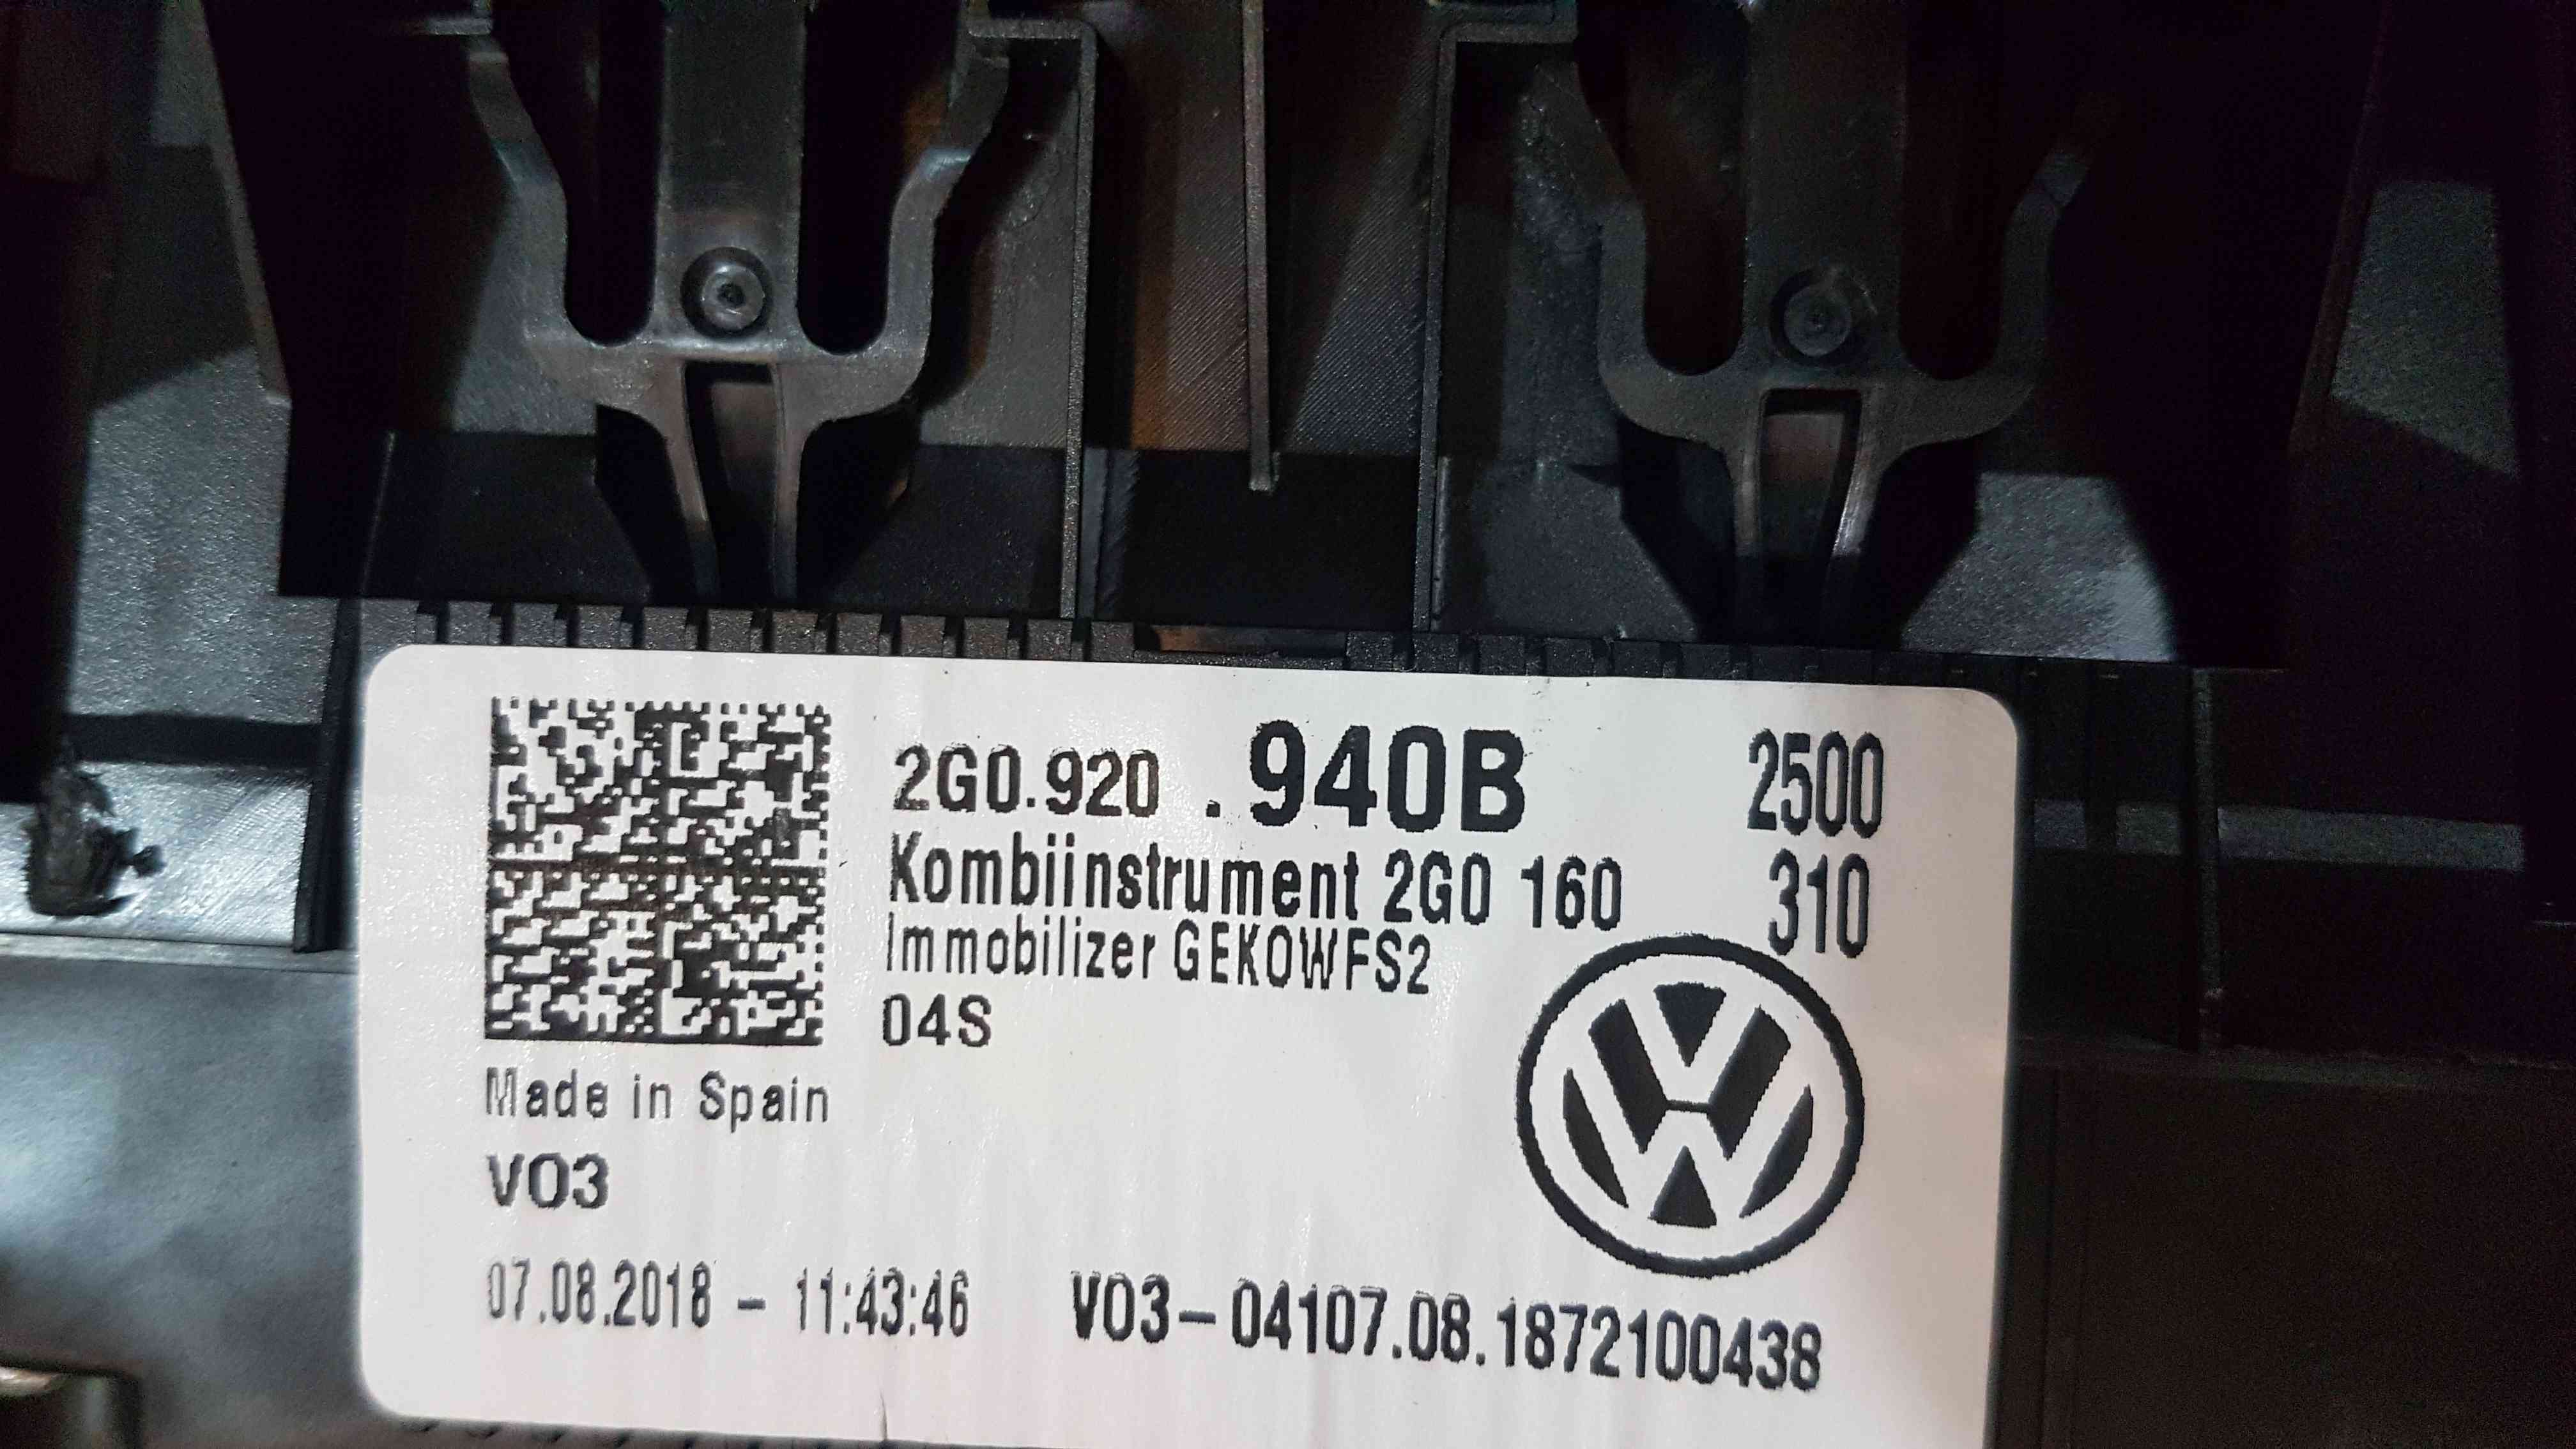 2G0.920 .940B 2500
Kombiinstrument 2G0 160 310
Immobilizer GEKOWFS2
04S
Made in Spain
VO3
07.08.2018 - 11:43:46 VO3-04107.08.1872100438